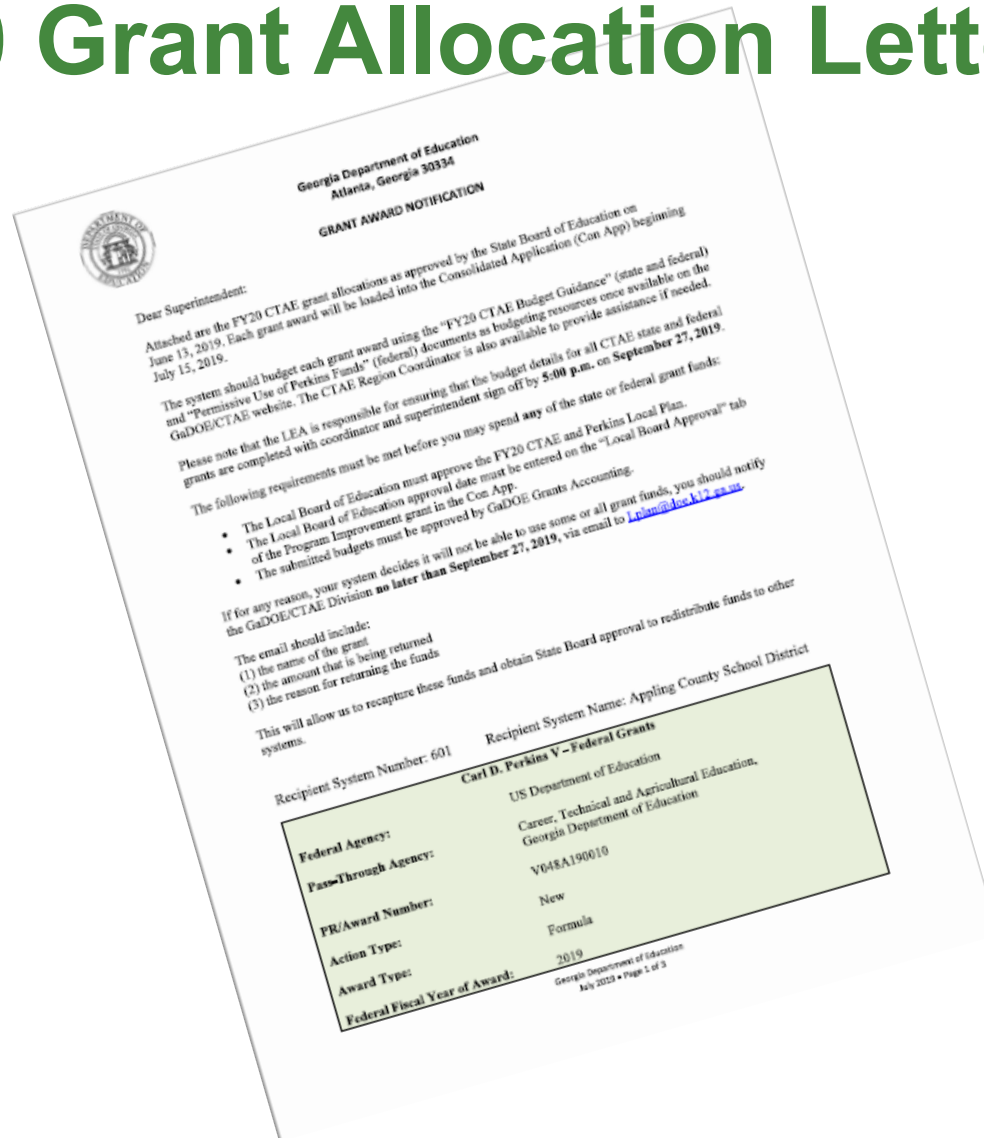 Grant Allocation Lett
Georgia Department of Education
Atlanta, Georgia 30334
GRANT AWARD NOTIFICATION
DEPARTMENT OF
EDUCATION
Dear Superintendent:
Attached are the FY20 CTAE grant allocations as approved by the State Board of Education on
June 13, 2019. Each grant award will be loaded into the Consolidated Application (Con App) beginning
July 15, 2019.
The system should budget each grant award using the “FY20 CTAE Budget Guidance” (state and federal)
and “Permissive Use of Perkins Funds” (federal) documents as budgeting resources once available on the
GaDOE/CTAE website. The CTAE Region Coordinator is also available to provide assistance if needed.
Please note that the LEA is responsible for ensuring that the budget details for all CTAE state and federal
grants are completed with coordinator and superintendent sign off by 5:00 p.m. on September 27, 2019.
The following requirements must be met before you may spend any of the state or federal grant funds:
• The Local Board of Education must approve the FY20 CTAE and Perkins Local Plan.
• The Local Board of Education approval date must be entered on the “Local Board Approval” tab
of the Program Improvement grant in the Con App.
• The submitted budgets must be approved by GaDOE Grants Accounting.
If for any reason, your system decides it will not be able to use some or all grant funds, you should notify
the GaDOE/CTAE Division no later than September 27, 2019, via email to Lplan@doe.k12.ga.us.
The email should include:
(1) the name of the grant
(2) the amount that is being returned
(3) the reason for returning the funds
This will allow us to recapture these funds and obtain State Board approval to redistribute funds to other
systems.
Recipient System Number: 601 Recipient System Name: Appling County School District
Carl D. Perkins V – Federal Grants
Federal Agency: US Department of Education
Pass-Through Agency: Career, Technical and Agricultural Education,
Georgia Department of Education
PR/Award Number: V048A190010
Action Type: New
Award Type: Formula
Federal Fiscal Year of Award: 2019
Georgia Department of Education
July 2019 • Page 1 of 3